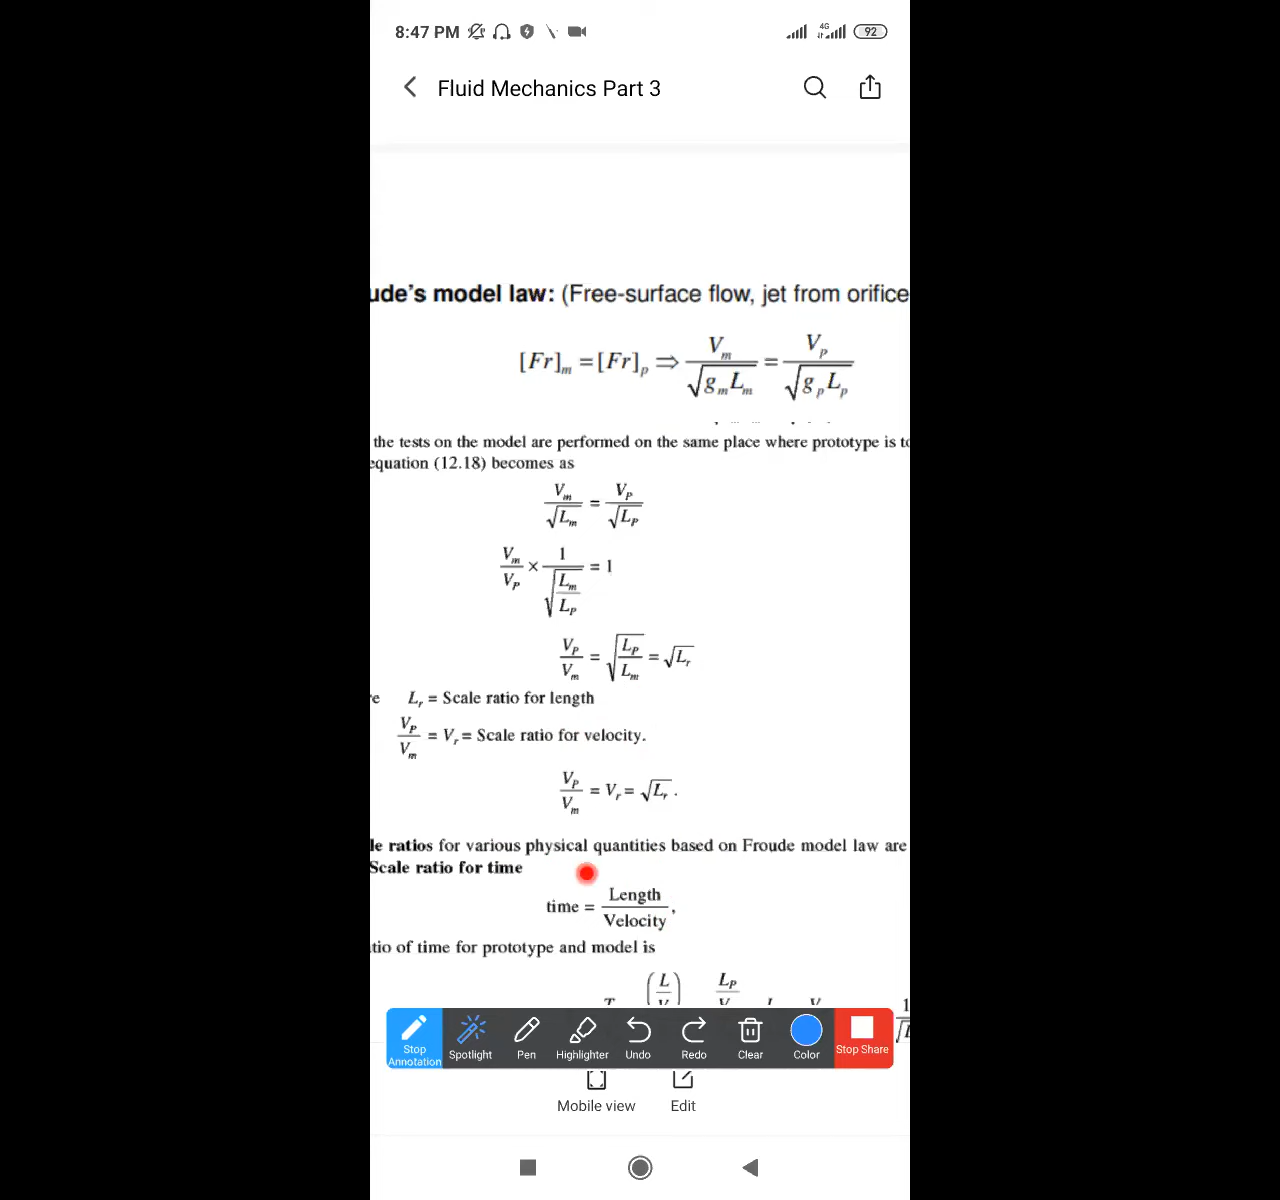 8:47 PM 4G 92
Fluid Mechanics Part 3
ude's model law: (Free-surface flow, jet from orifice
[Fr]m = [Fr]p ⇒ Vm/√(gmLm) = Vp/√(gpLp)
the tests on the model are performed on the same place where prototype is to
equation (12.18) becomes as
Vm/√Lm = VP/√LP
Vm/VP × 1/√(Lm/LP) = 1
VP/Vm = √(LP/Lm) = √Lr
re Lr = Scale ratio for length
VP/Vm = Vr = Scale ratio for velocity.
VP/Vm = Vr = √Lr.
le ratios for various physical quantities based on Froude model law are
Scale ratio for time
time = Length/Velocity,
tio of time for prototype and model is
(L/V) LP
Stop Annotation Spotlight Pen Highlighter Undo Redo Clear Color Stop Share
Mobile view Edit